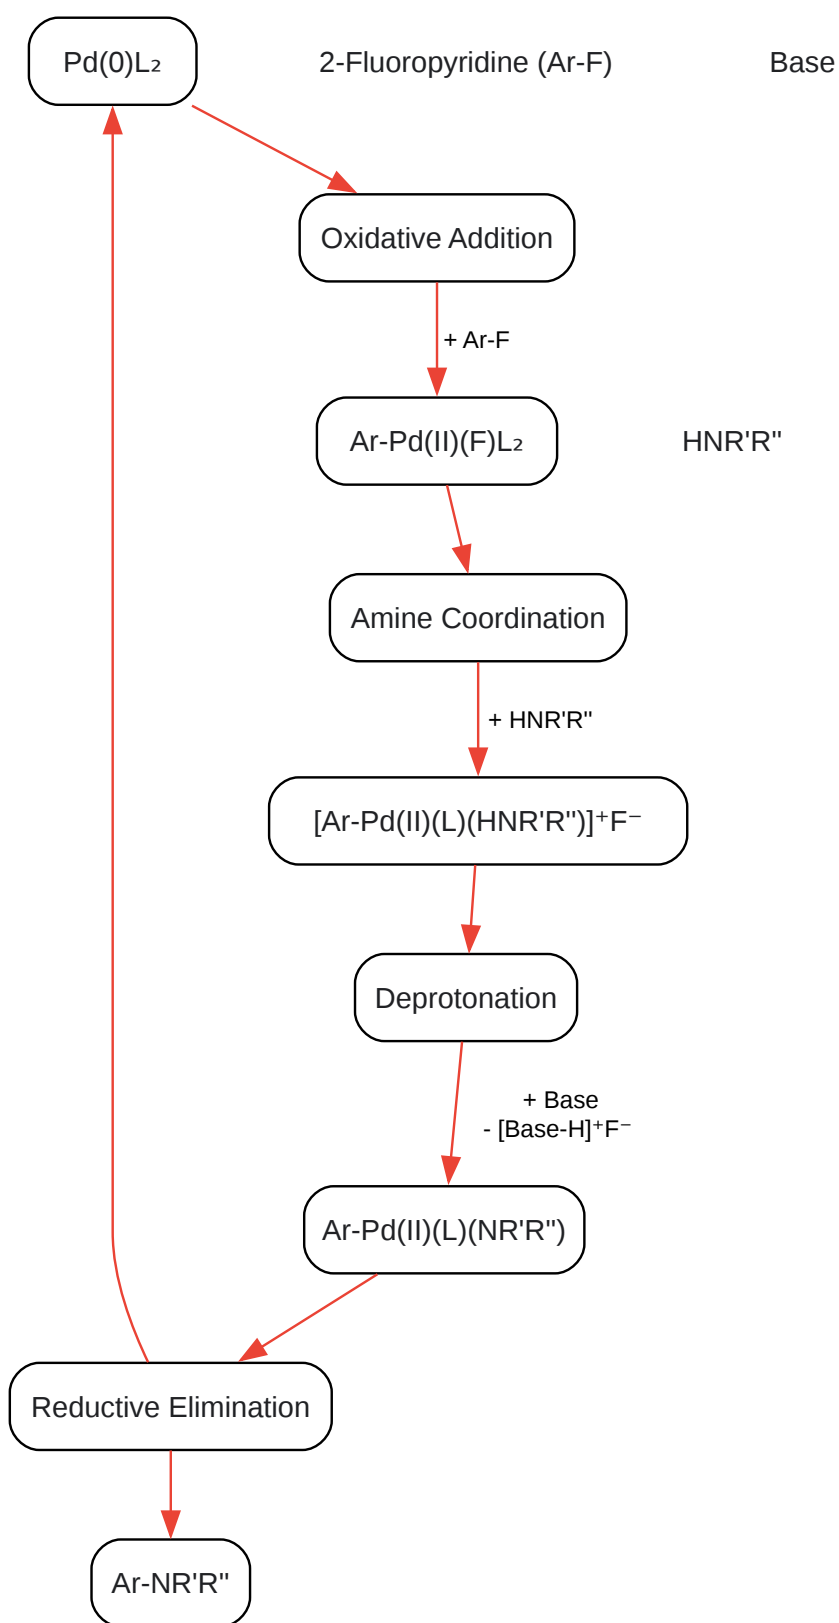 Pd(0)L₂
2-Fluoropyridine (Ar-F)
Base
Oxidative Addition
+ Ar-F
Ar-Pd(II)(F)L₂
HNR'R"
Amine Coordination
+ HNR'R"
[Ar-Pd(II)(L)(HNR'R")]⁺F⁻
Deprotonation
+ Base
- [Base-H]⁺F⁻
Ar-Pd(II)(L)(NR'R")
Reductive Elimination
Ar-NR'R"